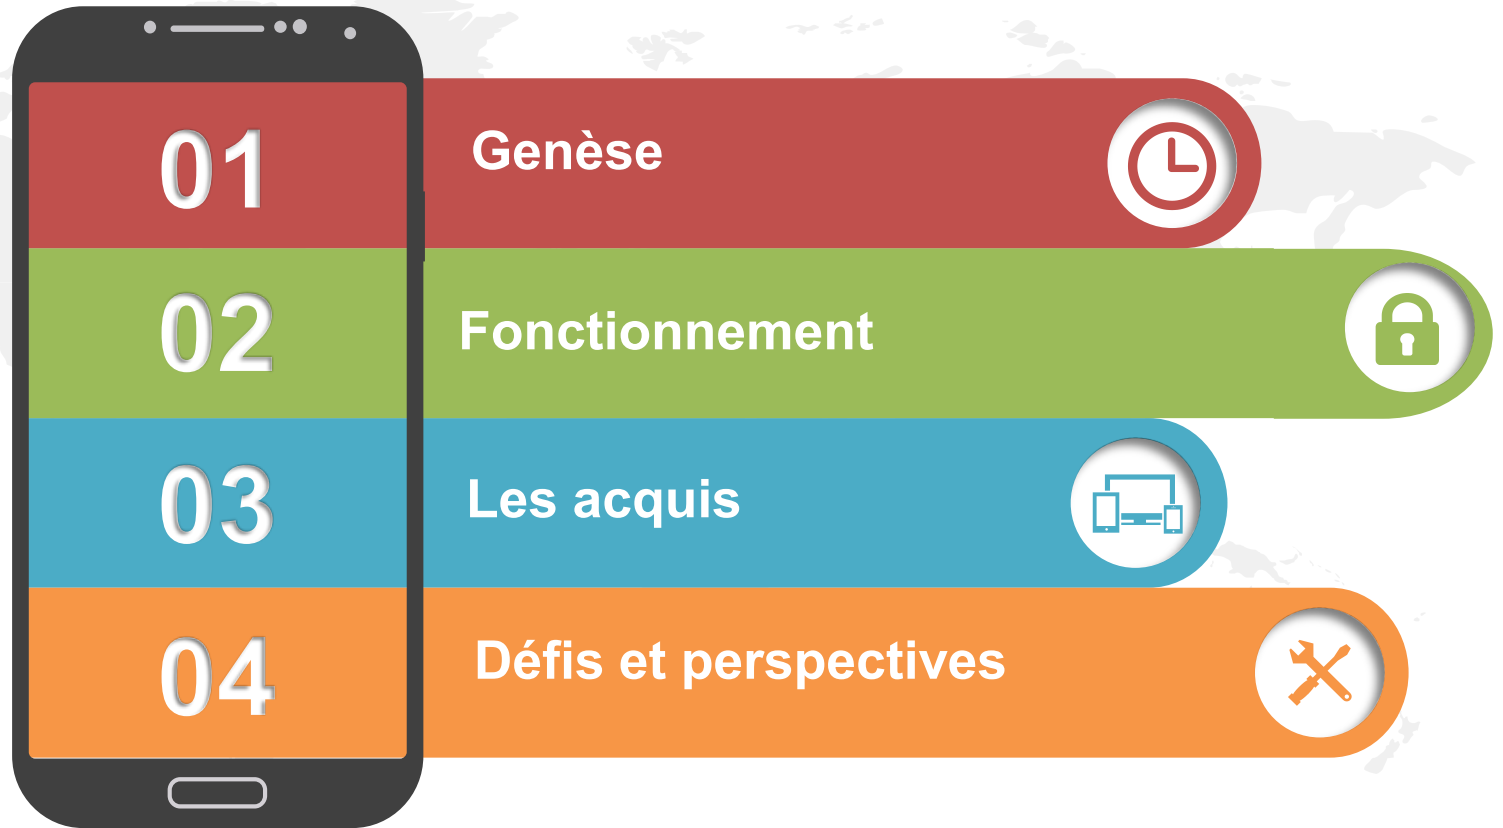 01
Genèse
02
Fonctionnement
03
Les acquis
04
Défis et perspectives